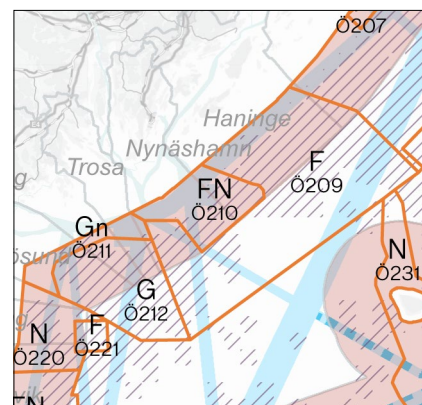 Ö207
Haninge
Nynäshamn
Trosa
F
Ö209
FN
Ö210
Gn
Ö211
N
Ö231
G
Ö212
N
Ö220
F
Ö221